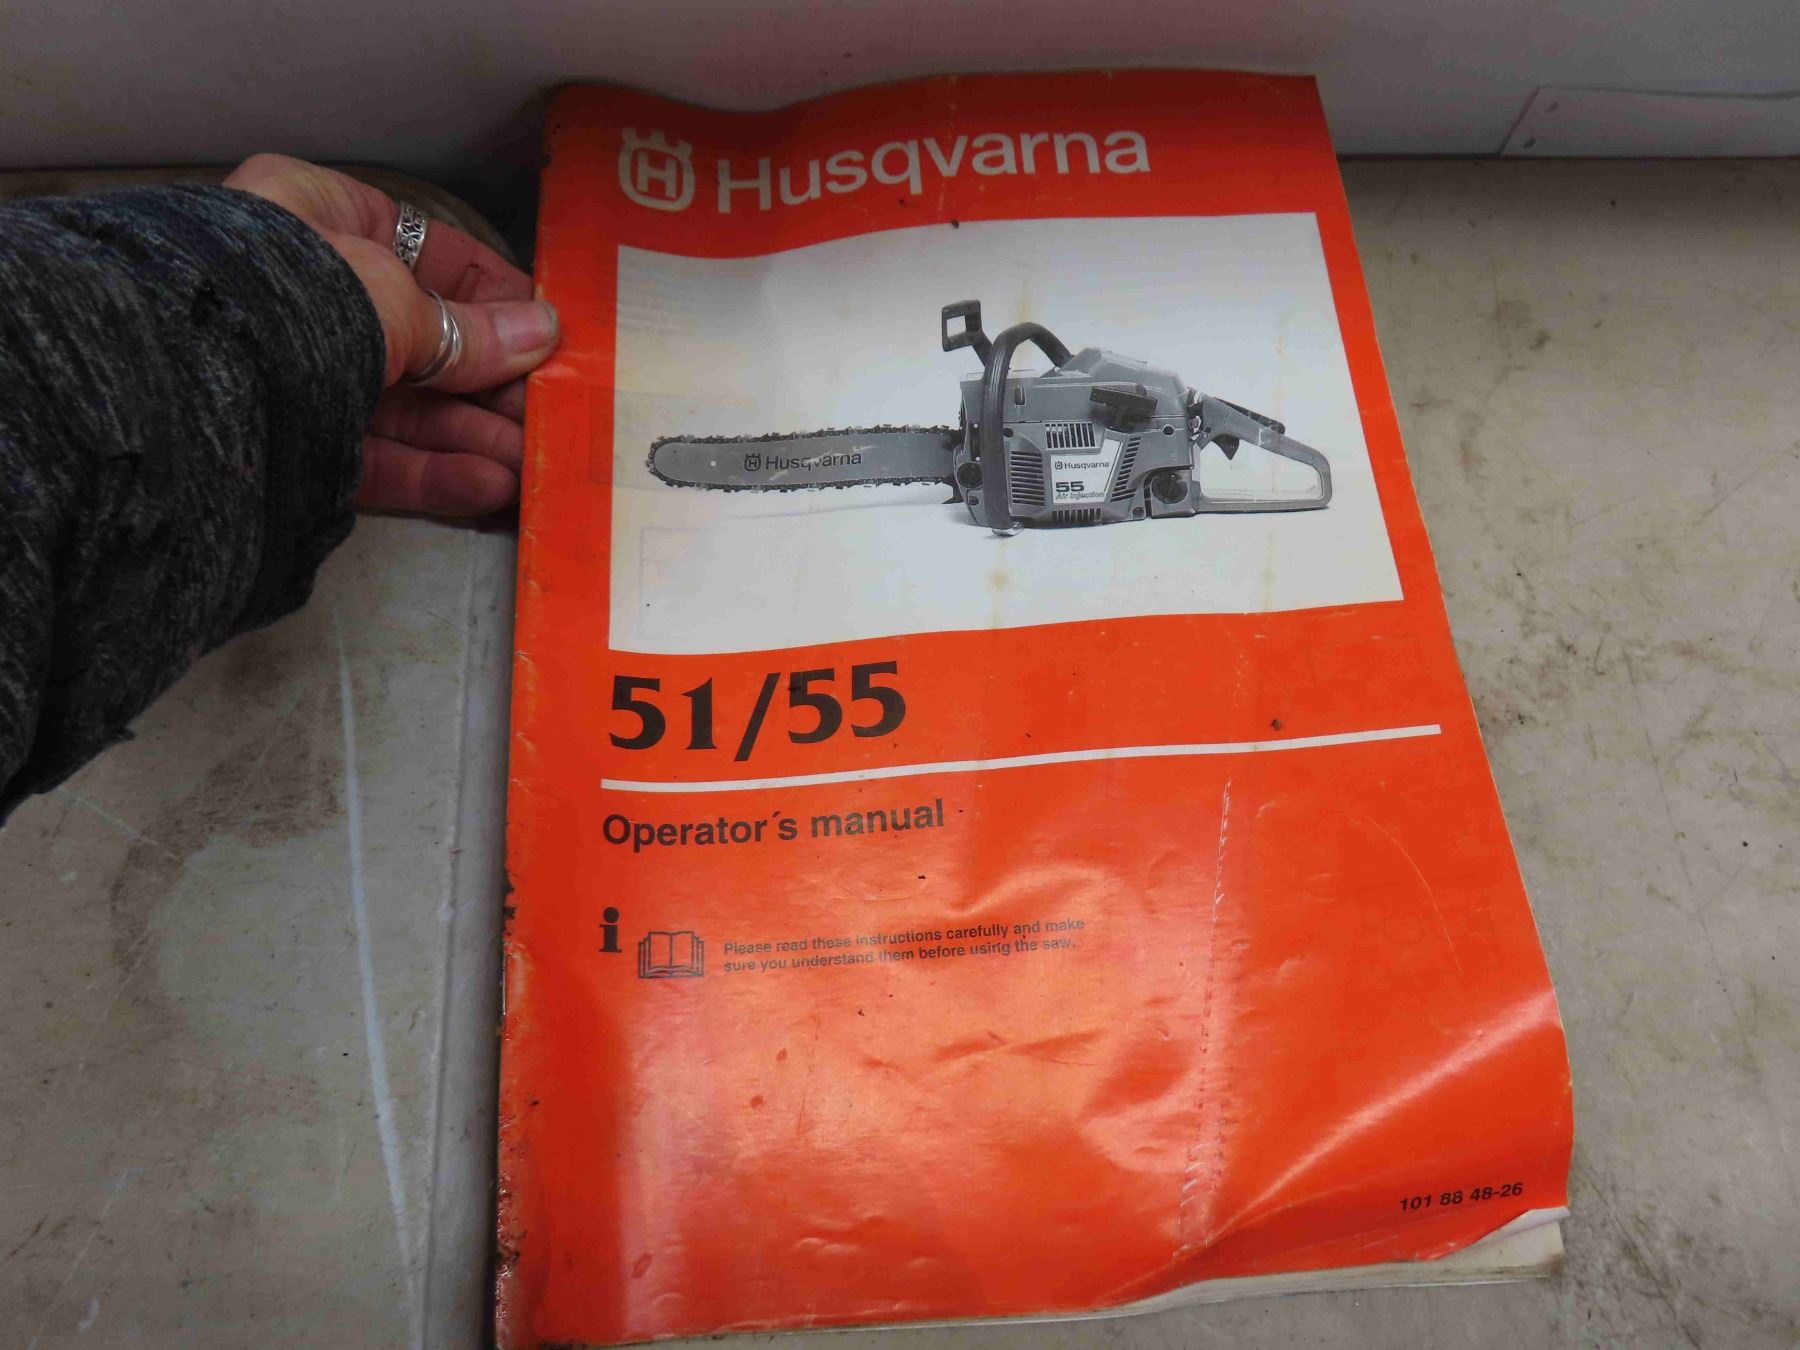 Husqvarna
Husqvarna
Husqvarna
55
Air Injection
51/55
Operator´s manual
Please read these instructions carefully and make
sure you understand them before using the saw.
101 88 48-26